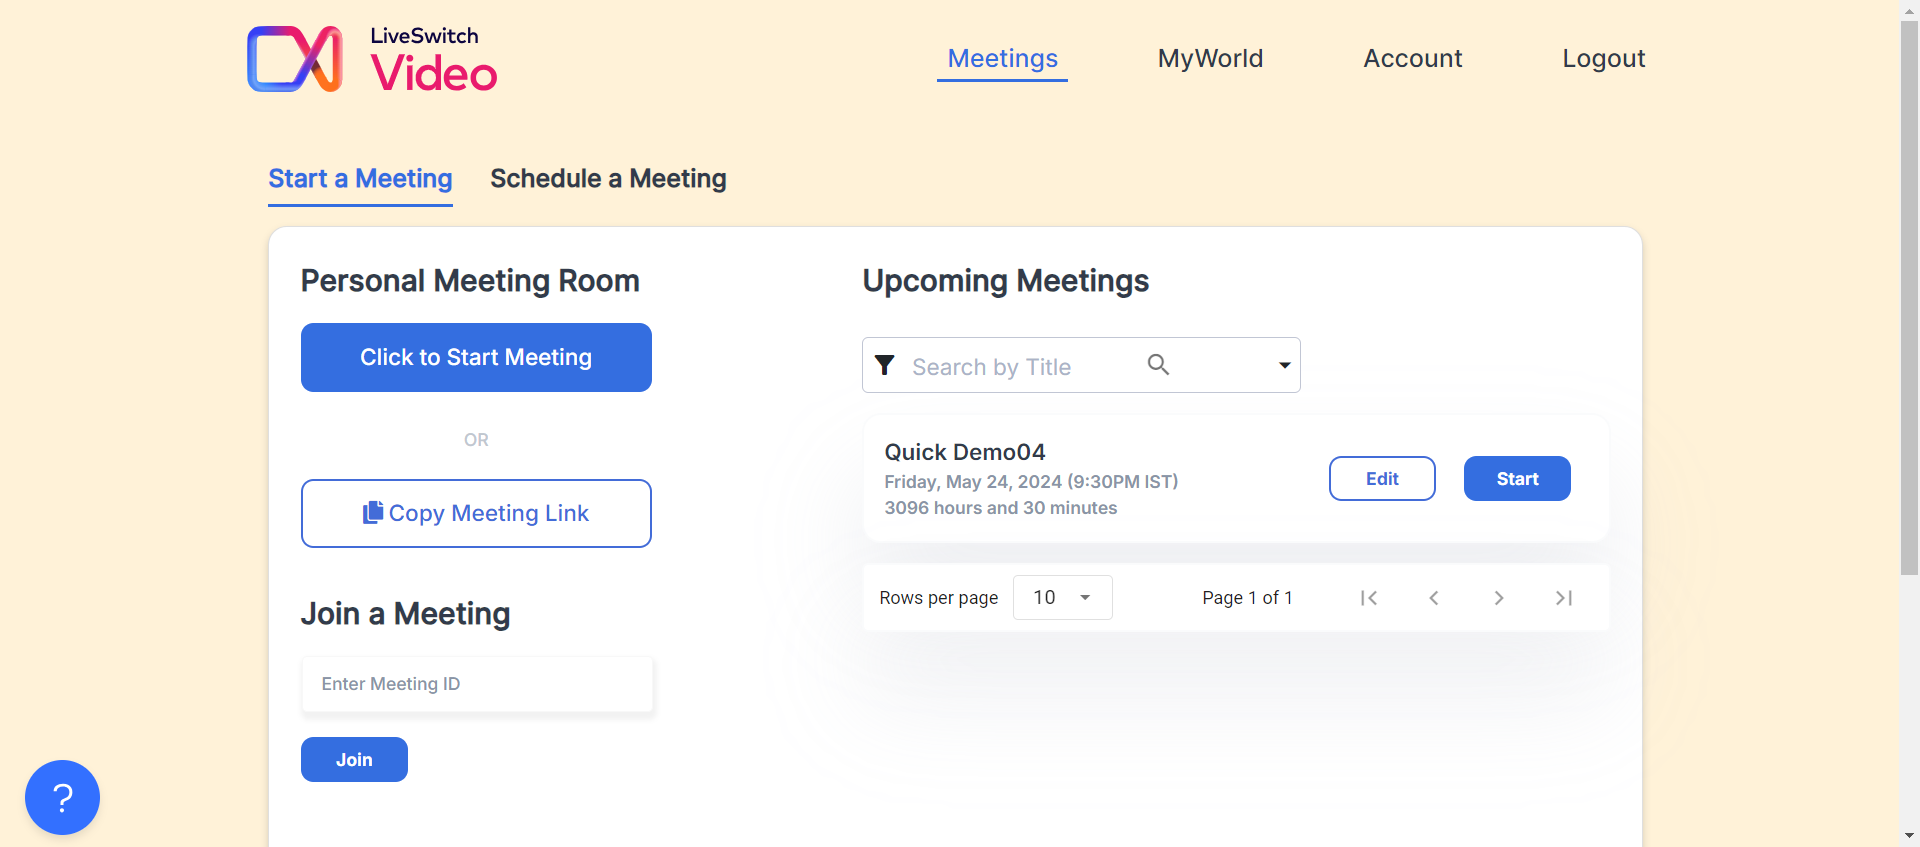 LiveSwitch
Video
Meetings
MyWorld
Account
Logout
Start a Meeting
Schedule a Meeting
Personal Meeting Room
Click to Start Meeting
OR
Copy Meeting Link
Join a Meeting
Enter Meeting ID
Join
?
Upcoming Meetings
Search by Title
Quick Demo04
Friday, May 24, 2024 (9:30PM IST)
3096 hours and 30 minutes
Edit
Start
Rows per page
10
Page 1 of 1